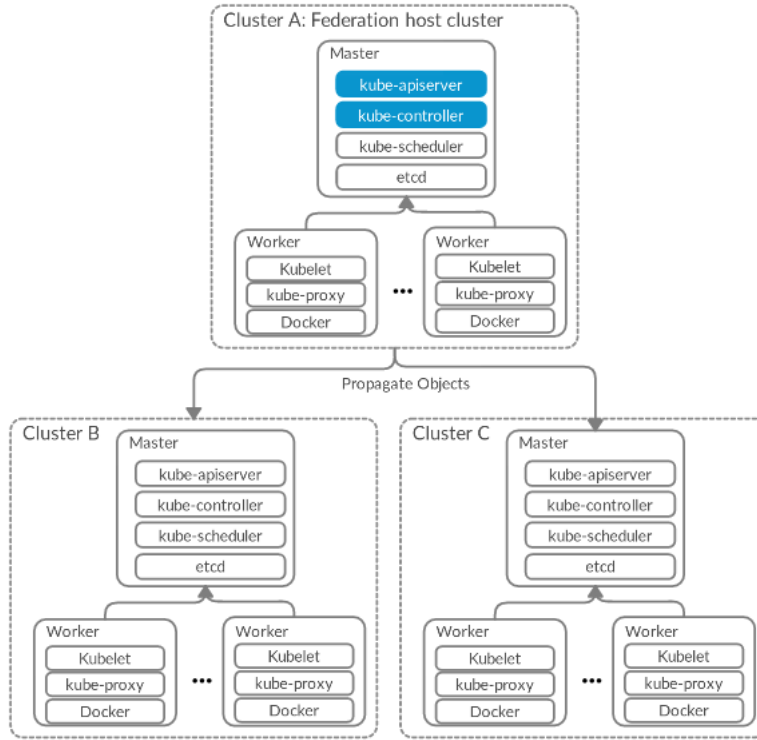 Cluster A: Federation host cluster
Master
kube-apiserver
kube-controller
kube-scheduler
etcd
Worker
Kubelet
kube-proxy
Docker
...
Worker
Kubelet
kube-proxy
Docker
Propagate Objects
Cluster B
Master
kube-apiserver
kube-controller
kube-scheduler
etcd
Worker
Kubelet
kube-proxy
Docker
...
Worker
Kubelet
kube-proxy
Docker
Cluster C
Master
kube-apiserver
kube-controller
kube-scheduler
etcd
Worker
Kubelet
kube-proxy
Docker
...
Worker
Kubelet
kube-proxy
Docker